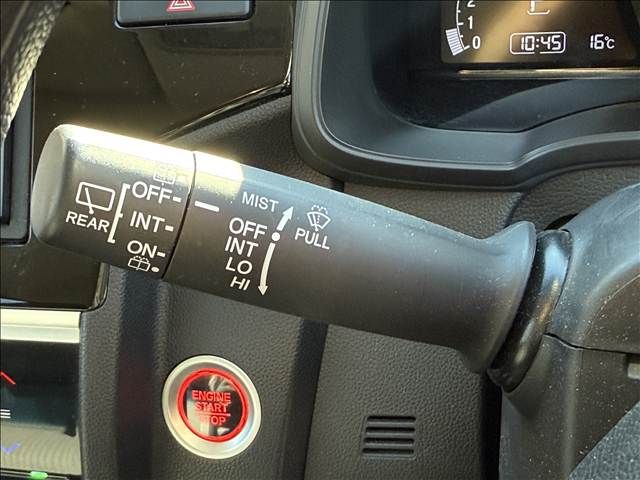 2
1
0
10:45
16℃
MIST
OFF
INT
LO
HI
PULL
REAR
OFF
INT
ON
ENGINE
START
STOP